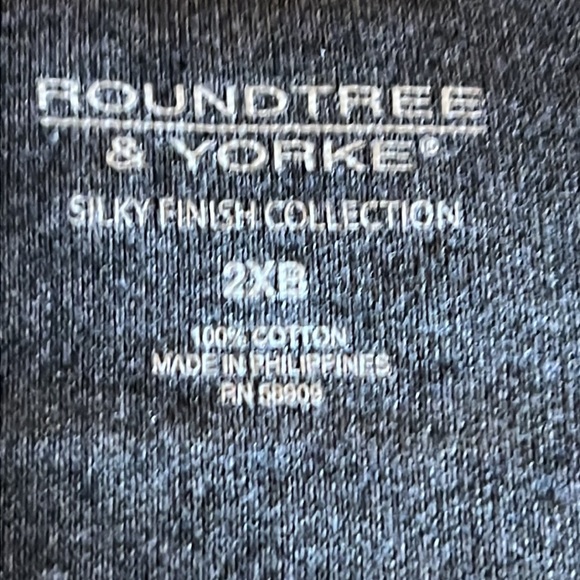 ROUNDTREE
& YORKE®
SILKY FINISH COLLECTION
2XB
100% COTTON
MADE IN PHILIPPINES
RN 58909